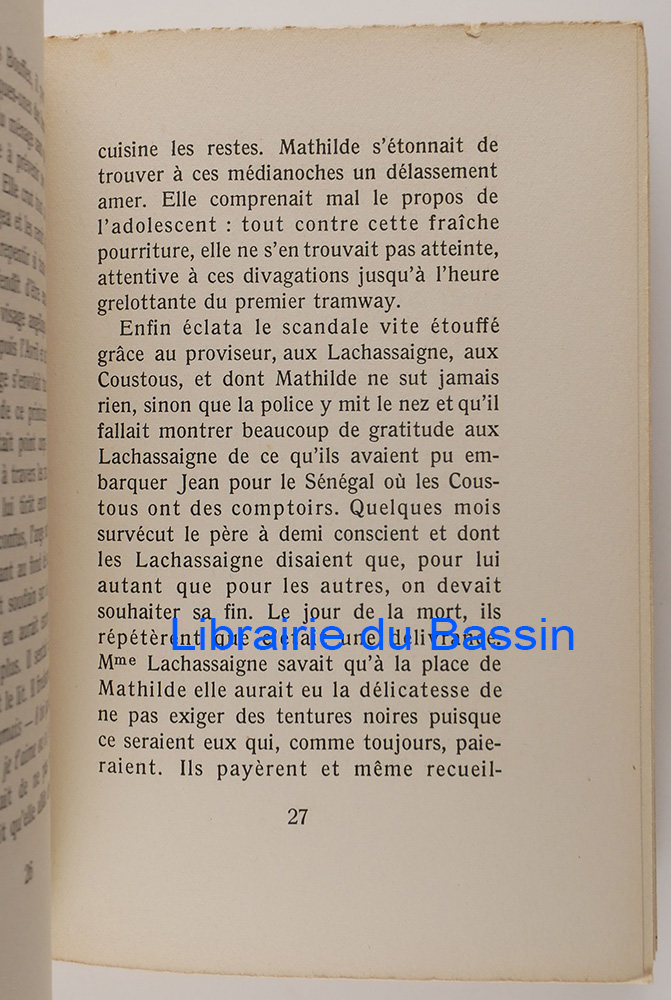 cuisine les restes. Mathilde s'étonnait de
trouver à ces médianoches un délassement
amer. Elle comprenait mal le propos de
l'adolescent : tout contre cette fraîche
pourriture, elle ne s'en trouvait pas atteinte,
attentive à ces divagations jusqu'à l'heure
grelottante du premier tramway.
Enfin éclata le scandale vite étouffé
grâce au proviseur, aux Lachassaigne, aux
Coustous, et dont Mathilde ne sut jamais
rien, sinon que la police y mit le nez et qu'il
fallait montrer beaucoup de gratitude aux
Lachassaigne de ce qu'ils avaient pu em-
barquer Jean pour le Sénégal où les Cous-
tous ont des comptoirs. Quelques mois
survécut le père à demi conscient et dont
les Lachassaigne disaient que, pour lui
autant que pour les autres, on devait
souhaiter sa fin. Le jour de la mort, ils
répétèrent que c'était une délivrance.
Librairie du Bassin
Mme Lachassaigne savait qu'à la place de
Mathilde elle aurait eu la délicatesse de
ne pas exiger des tentures noires puisque
ce seraient eux qui, comme toujours, paie-
raient. Ils payèrent et même recueil-
27
26